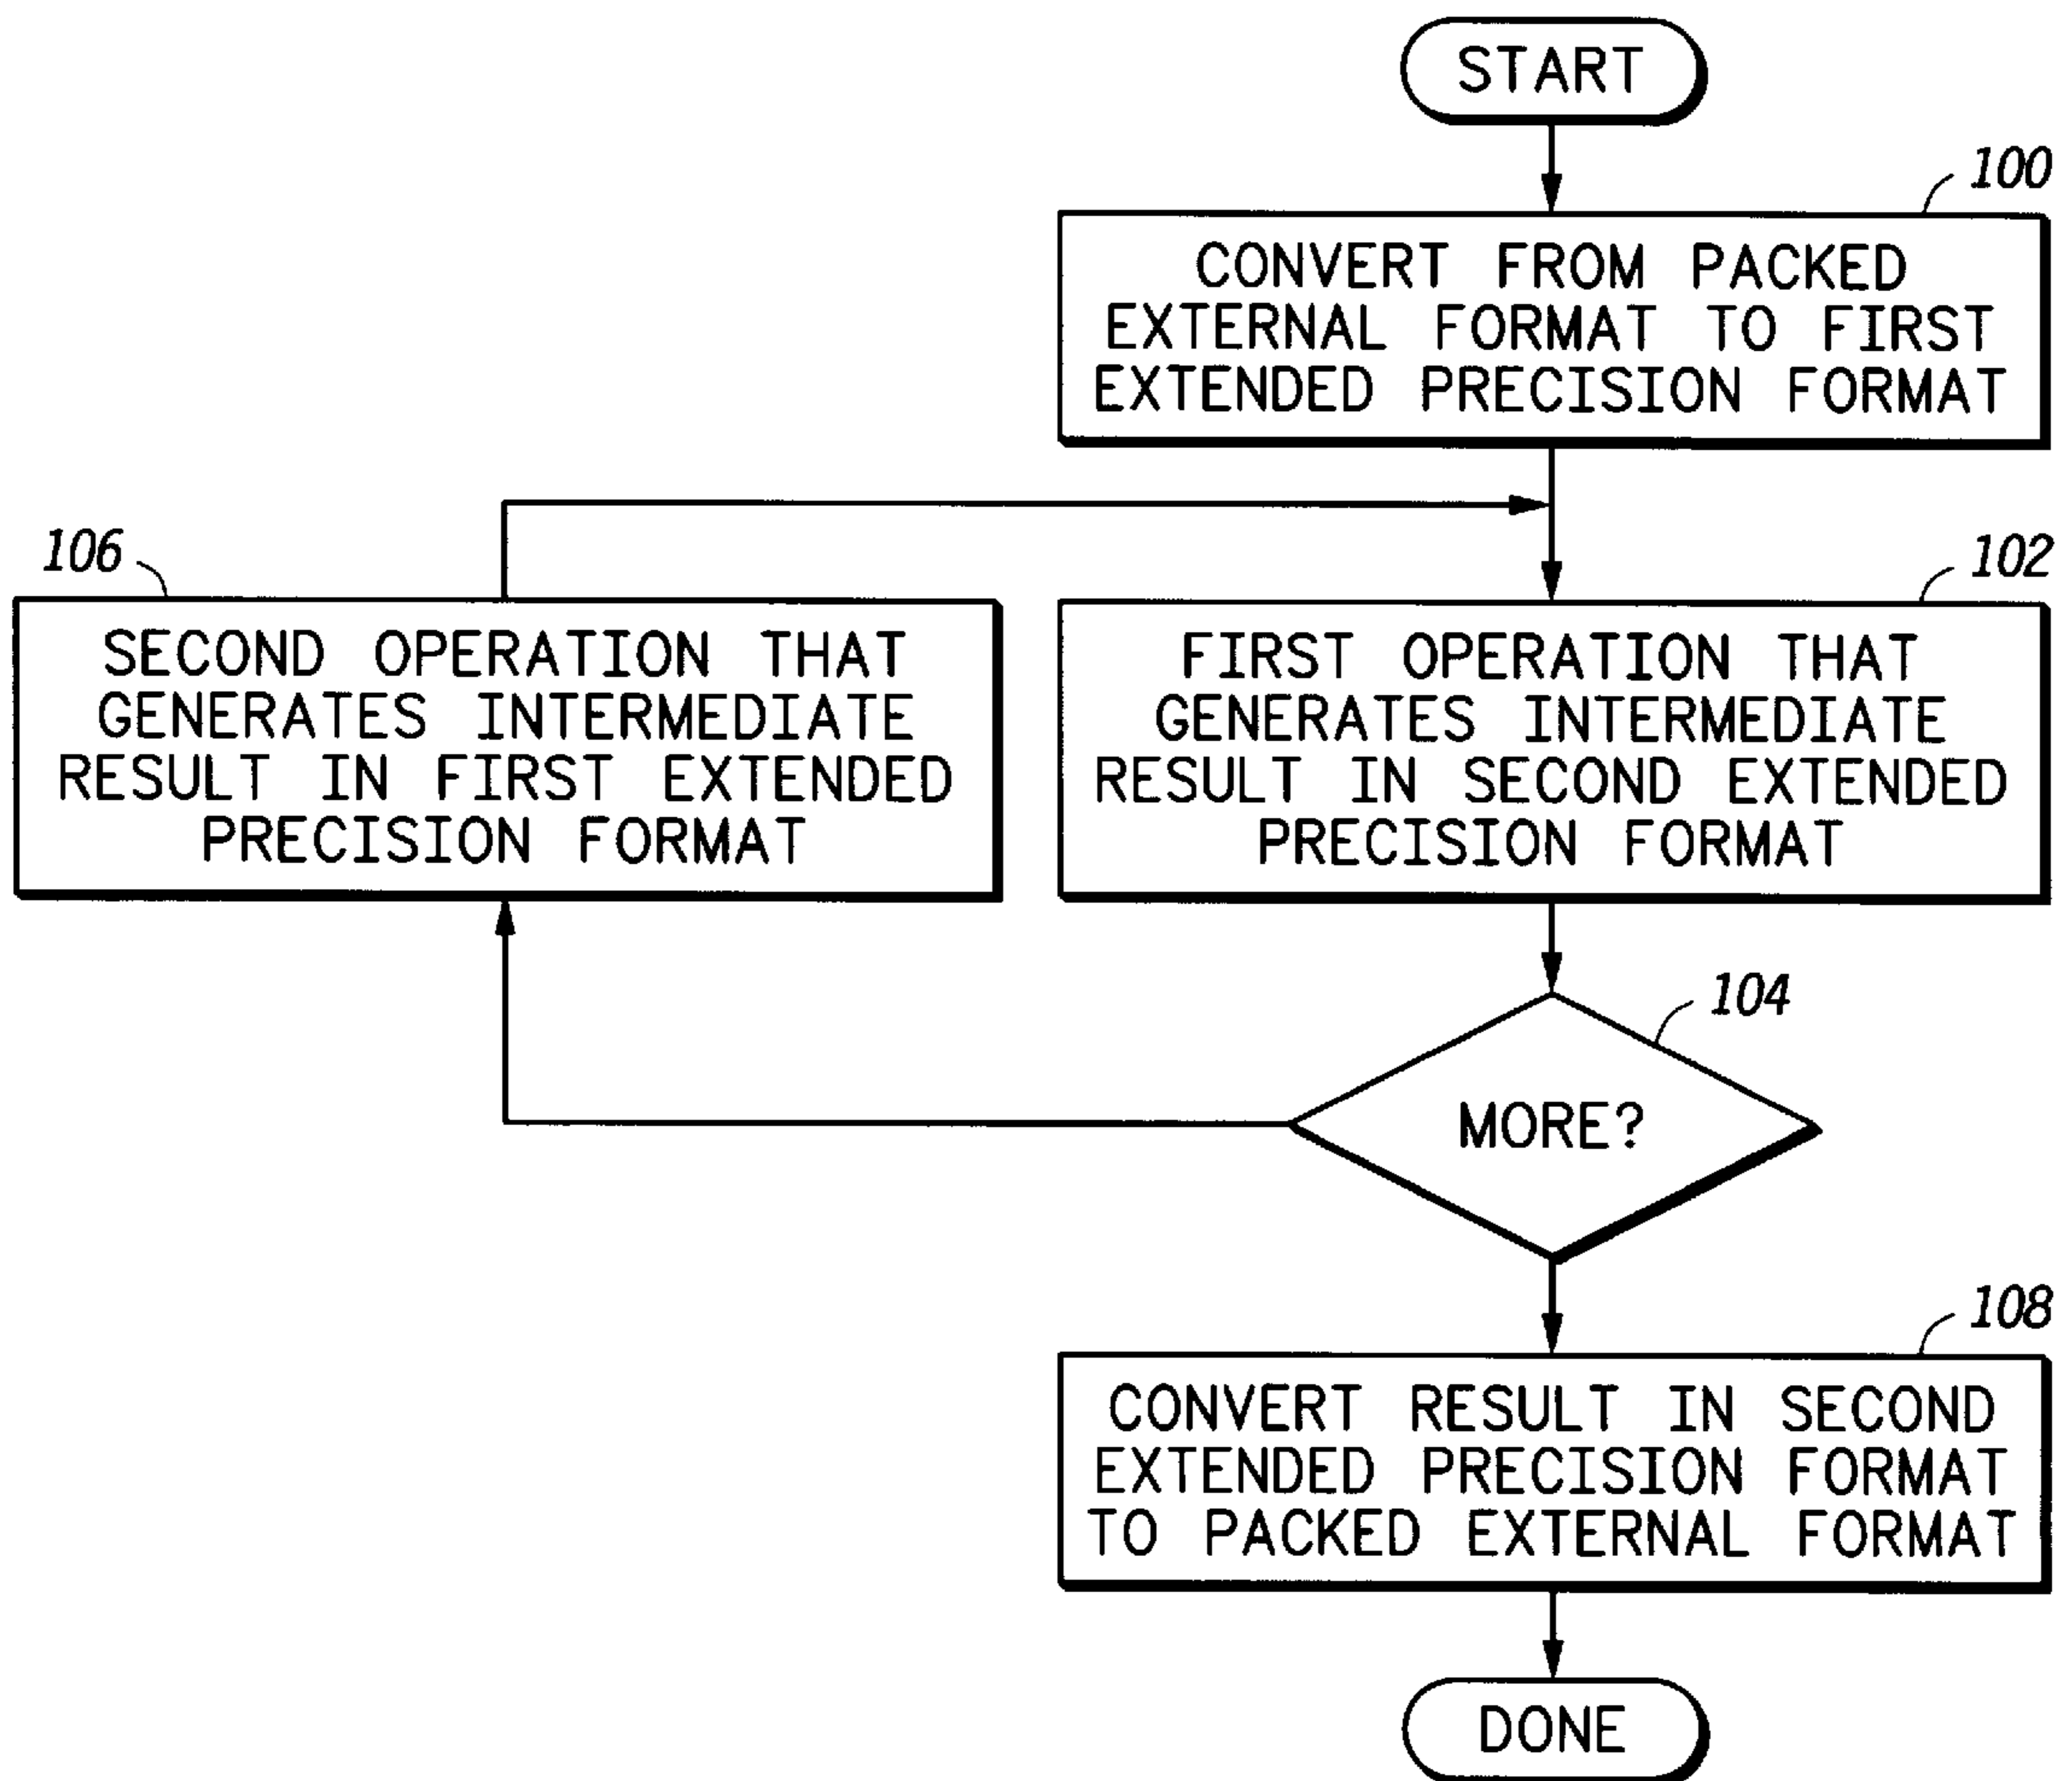 START
100
CONVERT FROM PACKED
EXTERNAL FORMAT TO FIRST
EXTENDED PRECISION FORMAT
106
SECOND OPERATION THAT
GENERATES INTERMEDIATE
RESULT IN FIRST EXTENDED
PRECISION FORMAT
102
FIRST OPERATION THAT
GENERATES INTERMEDIATE
RESULT IN SECOND EXTENDED
PRECISION FORMAT
104
MORE?
108
CONVERT RESULT IN SECOND
EXTENDED PRECISION FORMAT
TO PACKED EXTERNAL FORMAT
DONE